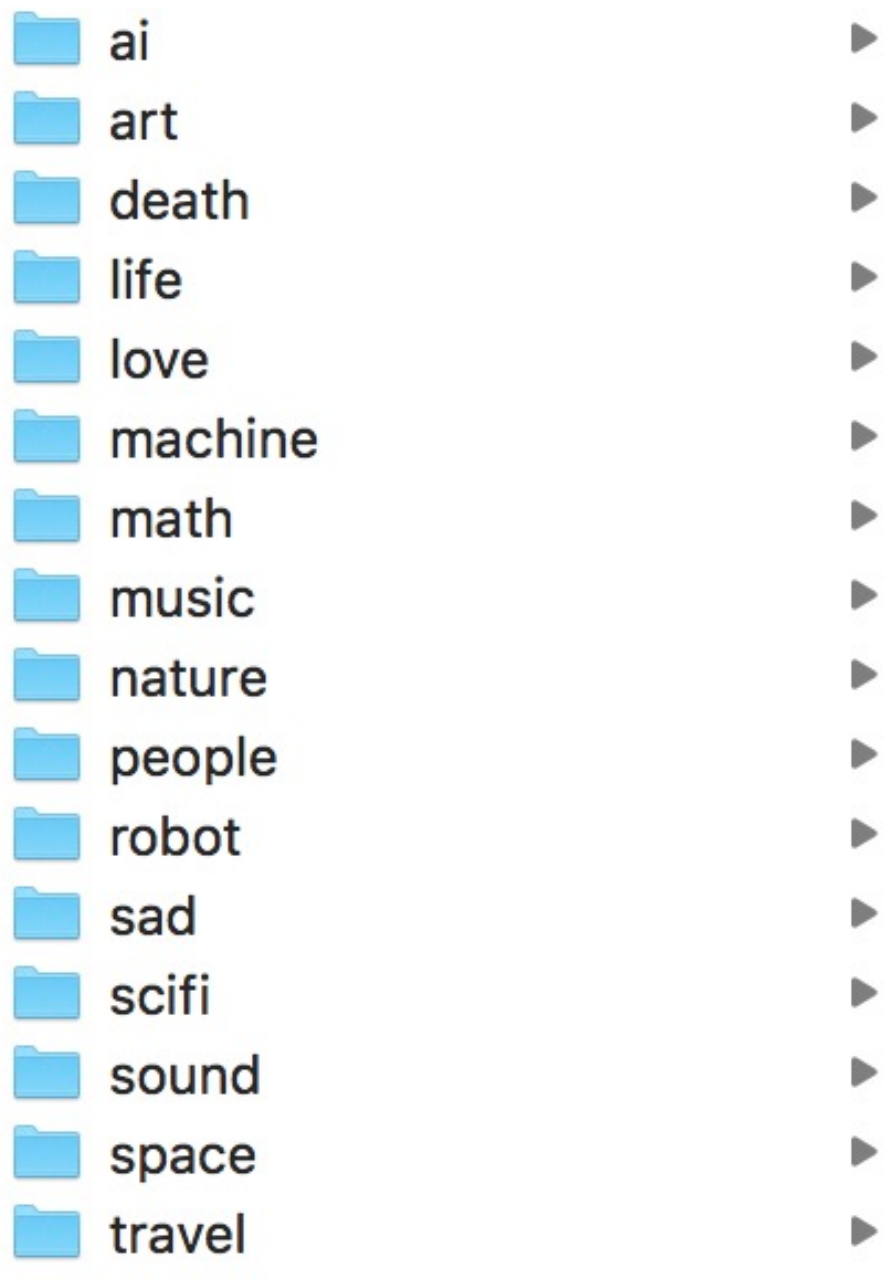 ai
art
death
life
love
machine
math
music
nature
people
robot
sad
scifi
sound
space
travel